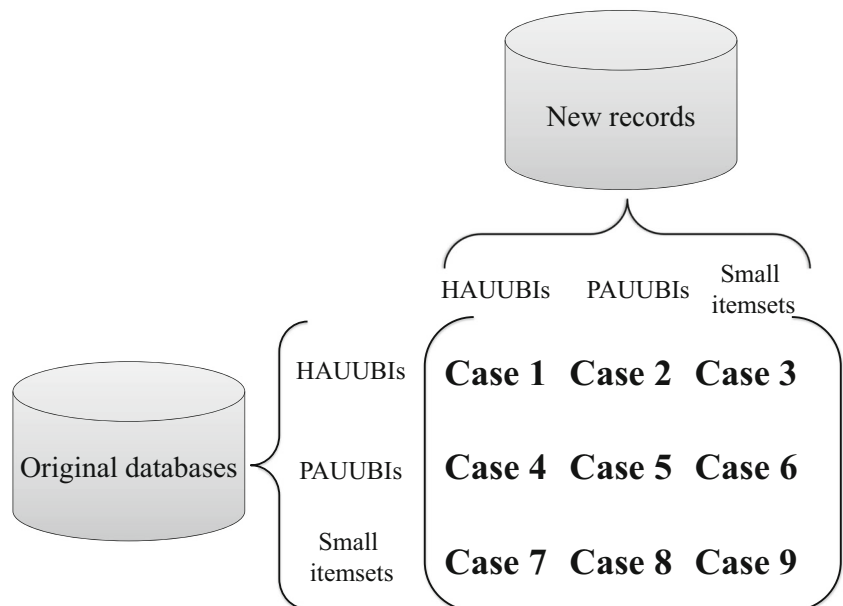 New records
HAUUBIs PAUUBIs Small
itemsets
HAUUBIs Case 1 Case 2 Case 3
Original databases PAUUBIs Case 4 Case 5 Case 6
Small
itemsets Case 7 Case 8 Case 9